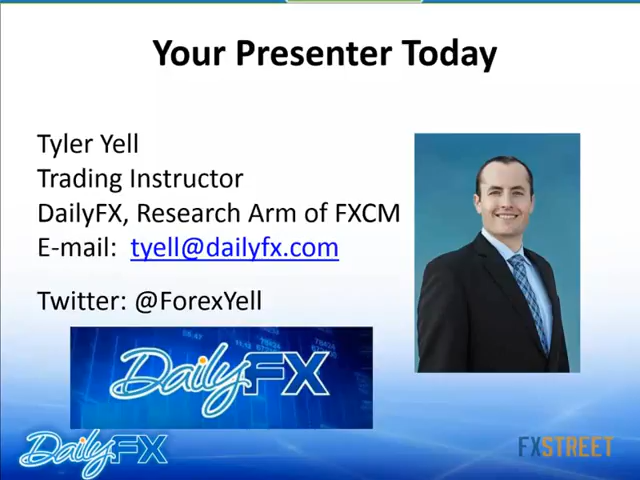 Your Presenter Today
Tyler Yell
Trading Instructor
DailyFX, Research Arm of FXCM
E-mail: tyell@dailyfx.com
Twitter: @ForexYell
DailyFX
DailyFX
FXSTREET